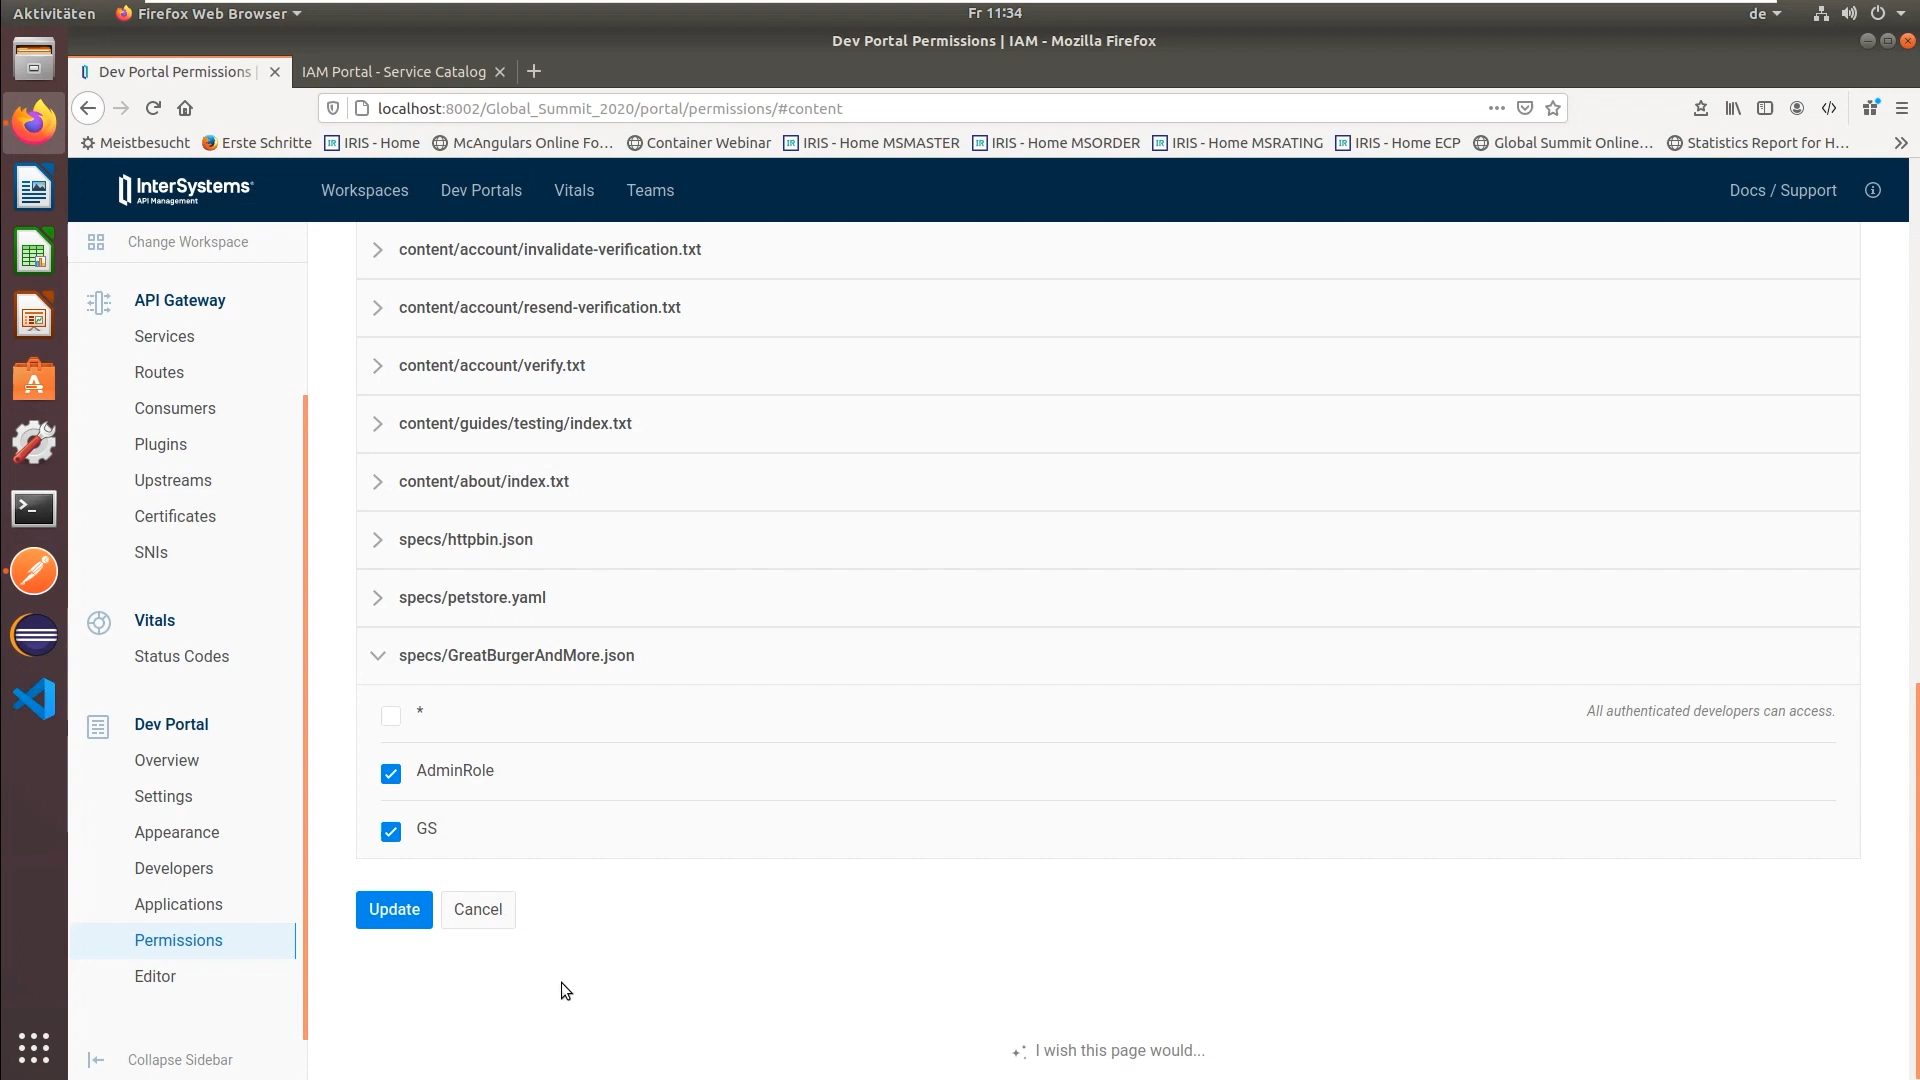 Aktivitäten
Firefox Web Browser
Fr 11:34
de
Dev Portal Permissions | IAM - Mozilla Firefox
Dev Portal Permissions |
IAM Portal - Service Catalog
localhost:8002/Global_Summit_2020/portal/permissions/#content
Meistbesucht
Erste Schritte
IRIS - Home
McAngulars Online Fo...
Container Webinar
IRIS - Home MSMASTER
IRIS - Home MSORDER
IRIS - Home MSRATING
IRIS - Home ECP
Global Summit Online...
Statistics Report for H...
InterSystems
API Management
Workspaces
Dev Portals
Vitals
Teams
Docs / Support
Change Workspace
API Gateway
Services
Routes
Consumers
Plugins
Upstreams
Certificates
SNIs
Vitals
Status Codes
Dev Portal
Overview
Settings
Appearance
Developers
Applications
Permissions
Editor
Collapse Sidebar
content/account/invalidate-verification.txt
content/account/resend-verification.txt
content/account/verify.txt
content/guides/testing/index.txt
content/about/index.txt
specs/httpbin.json
specs/petstore.yaml
specs/GreatBurgerAndMore.json
*
All authenticated developers can access.
AdminRole
GS
Update
Cancel
I wish this page would...